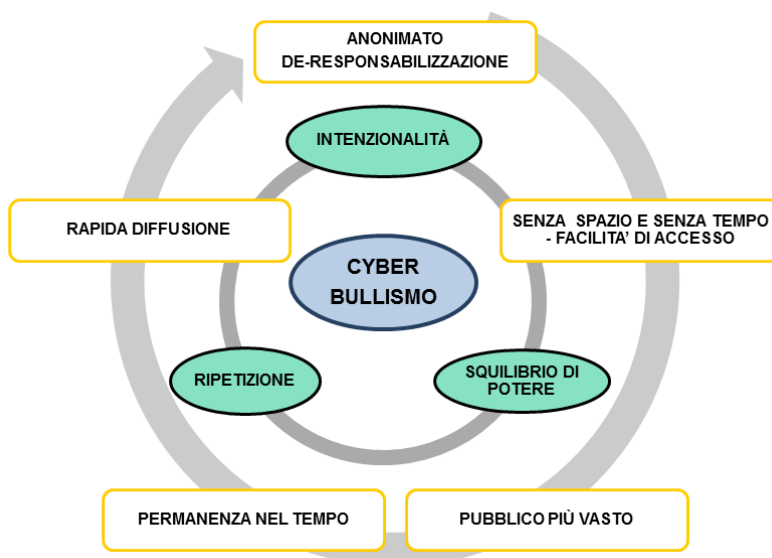 ANONIMATO
DE-RESPONSABILIZZAZIONE
INTENZIONALITÀ
RAPIDA DIFFUSIONE
SENZA SPAZIO E SENZA TEMPO
- FACILITA' DI ACCESSO
CYBER
BULLISMO
RIPETIZIONE
SQUILIBRIO DI
POTERE
PERMANENZA NEL TEMPO
PUBBLICO PIÙ VASTO